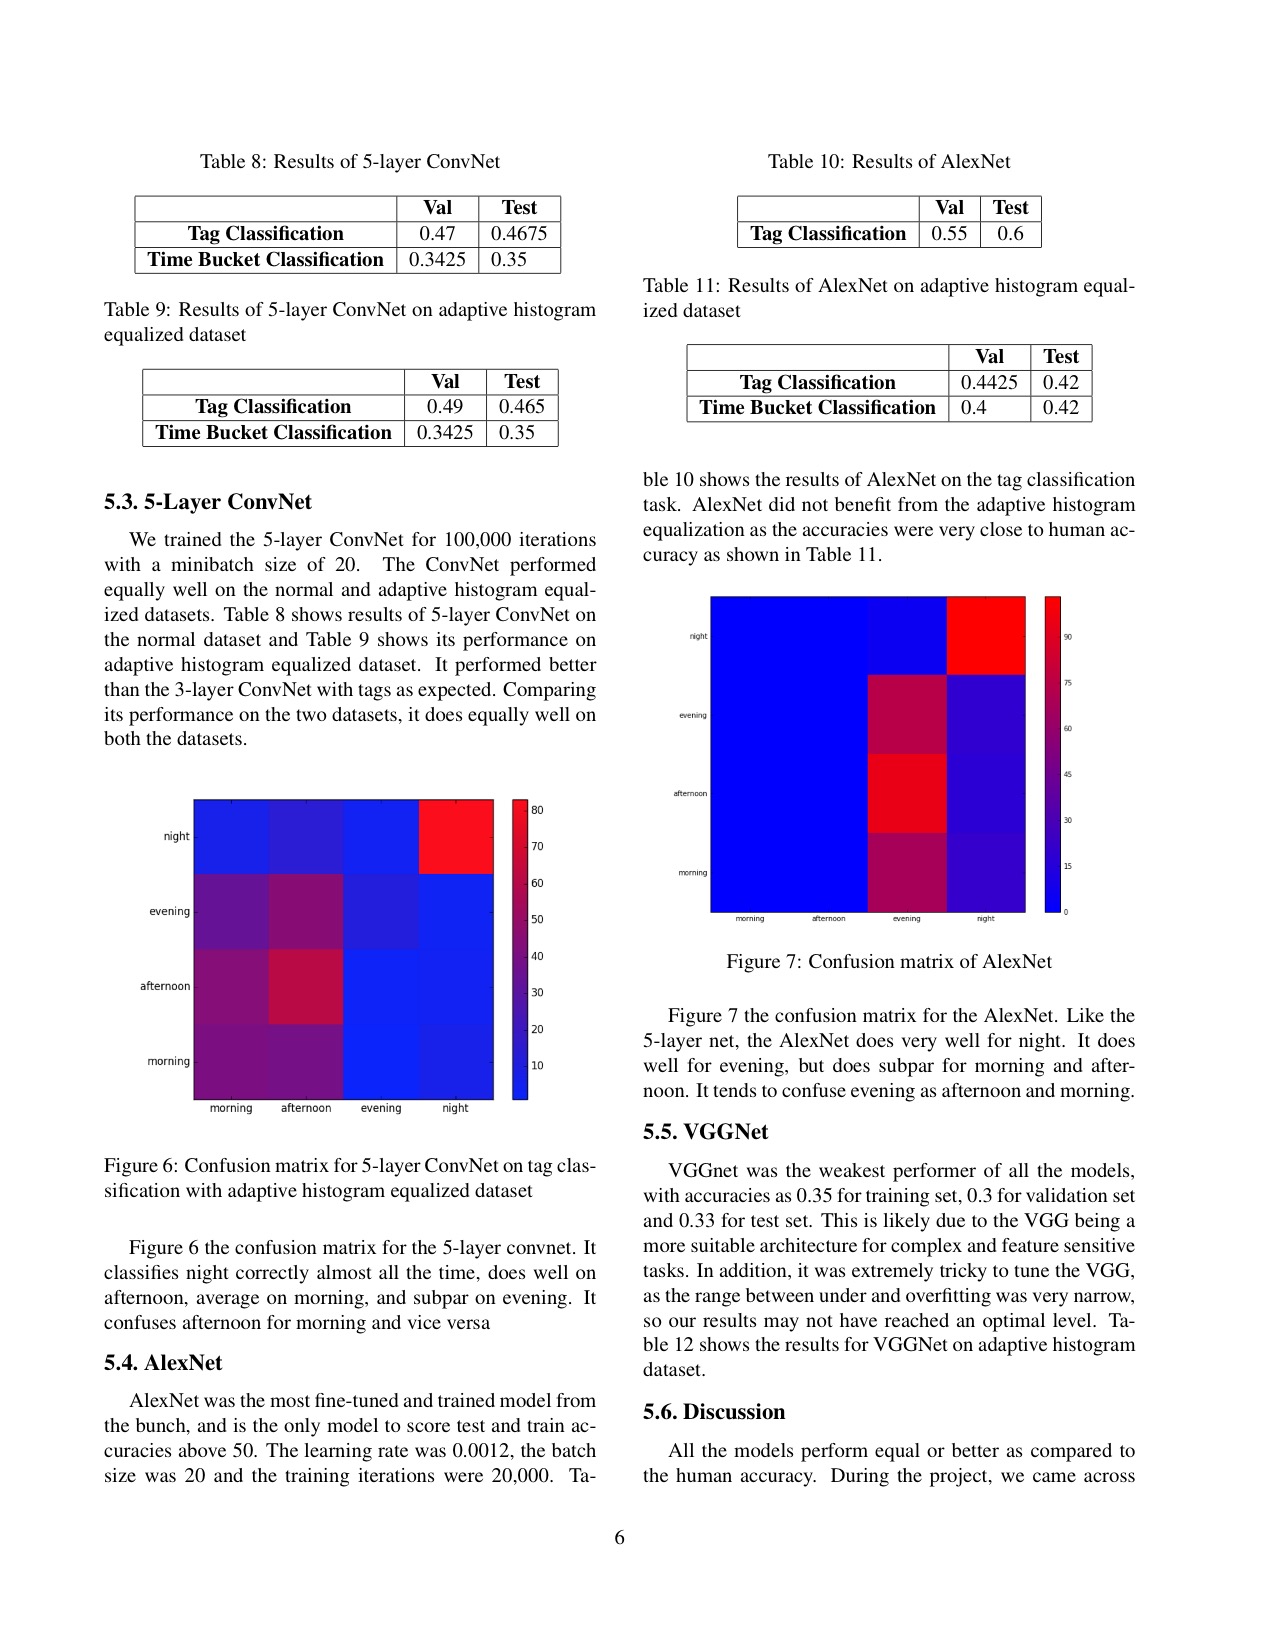 Table 8: Results of 5-layer ConvNet
Val Test
Tag Classification 0.47 0.4675
Time Bucket Classification 0.3425 0.35
Table 9: Results of 5-layer ConvNet on adaptive histogram
equalized dataset
Val Test
Tag Classification 0.49 0.465
Time Bucket Classification 0.3425 0.35
5.3. 5-Layer ConvNet
We trained the 5-layer ConvNet for 100,000 iterations
with a minibatch size of 20. The ConvNet performed
equally well on the normal and adaptive histogram equal-
ized datasets. Table 8 shows results of 5-layer ConvNet on
the normal dataset and Table 9 shows its performance on
adaptive histogram equalized dataset. It performed better
than the 3-layer ConvNet with tags as expected. Comparing
its performance on the two datasets, it does equally well on
both the datasets.
night
evening
afternoon
morning
morning afternoon evening night
80
70
60
50
40
30
20
10
Figure 6: Confusion matrix for 5-layer ConvNet on tag clas-
sification with adaptive histogram equalized dataset
Figure 6 the confusion matrix for the 5-layer convnet. It
classifies night correctly almost all the time, does well on
afternoon, average on morning, and subpar on evening. It
confuses afternoon for morning and vice versa
5.4. AlexNet
AlexNet was the most fine-tuned and trained model from
the bunch, and is the only model to score test and train ac-
curacies above 50. The learning rate was 0.0012, the batch
size was 20 and the training iterations were 20,000. Ta-
Table 10: Results of AlexNet
Val Test
Tag Classification 0.55 0.6
Table 11: Results of AlexNet on adaptive histogram equal-
ized dataset
Val Test
Tag Classification 0.4425 0.42
Time Bucket Classification 0.4 0.42
ble 10 shows the results of AlexNet on the tag classification
task. AlexNet did not benefit from the adaptive histogram
equalization as the accuracies were very close to human ac-
curacy as shown in Table 11.
night
evening
afternoon
morning
morning afternoon evening night
90
75
60
45
30
15
0
Figure 7: Confusion matrix of AlexNet
Figure 7 the confusion matrix for the AlexNet. Like the
5-layer net, the AlexNet does very well for night. It does
well for evening, but does subpar for morning and after-
noon. It tends to confuse evening as afternoon and morning.
5.5. VGGNet
VGGnet was the weakest performer of all the models,
with accuracies as 0.35 for training set, 0.3 for validation set
and 0.33 for test set. This is likely due to the VGG being a
more suitable architecture for complex and feature sensitive
tasks. In addition, it was extremely tricky to tune the VGG,
as the range between under and overfitting was very narrow,
so our results may not have reached an optimal level. Ta-
ble 12 shows the results for VGGNet on adaptive histogram
dataset.
5.6. Discussion
All the models perform equal or better as compared to
the human accuracy. During the project, we came across
6